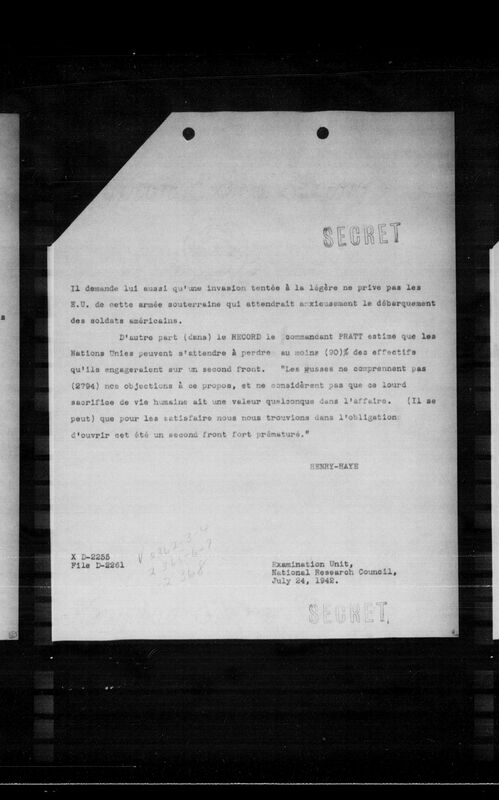 SECRET
Il demande lui aussi qu'une invasion tentée à la légère ne prive pas les
E.U. de cette armée souterraine qui attendrait anxieusement le débarquement
des soldats américains.
D'autre part (dans) le RECORD le commandant PRATT estime que les
Nations Unies peuvent s'attendre à perdre au moins (90)% des effectifs
qu'ils engageraient sur un second front. "Les Russes ne comprennent pas
(2794) nos objections à ce propos, et ne considèrent pas que ce lourd
sacrifice de vie humaine ait une valeur quelconque dans l'affaire. (Il se
peut) que pour les satisfaire nous nous trouvions dans l'obligation
d'ouvrir cet été un second front fort prématuré."
HENRY-HAYE
X D-2255
File D-2261
Examination Unit,
National Research Council,
July 24, 1942.
SECRET